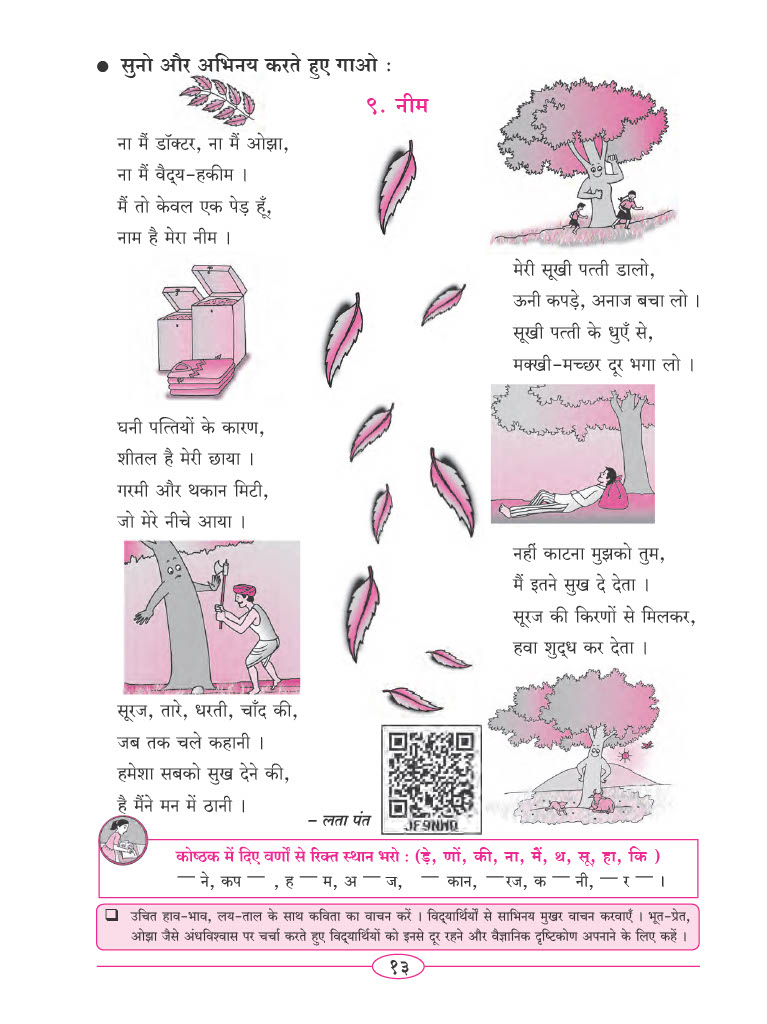 ● सुनो और अभिनय करते हुए गाओ :
९. नीम
ना मैं डॉक्टर, ना मैं ओझा,
ना मैं वैद्य-हकीम ।
मैं तो केवल एक पेड़ हूँ,
नाम है मेरा नीम ।
मेरी सूखी पत्ती डालो,
ऊनी कपड़े, अनाज बचा लो ।
सूखी पत्ती के धुएँ से,
मक्खी-मच्छर दूर भगा लो ।
घनी पत्तियों के कारण,
शीतल है मेरी छाया ।
गरमी और थकान मिटी,
जो मेरे नीचे आया ।
नहीं काटना मुझको तुम,
मैं इतने सुख दे देता ।
सूरज की किरणों से मिलकर,
हवा शुद्ध कर देता ।
सूरज, तारे, धरती, चाँद की,
जब तक चले कहानी ।
हमेशा सबको सुख देने की,
है मैंने मन में ठानी ।
– लता पंत
JF9NMQ
कोष्ठक में दिए वर्णों से रिक्त स्थान भरो : (ड़े, णों, की, ना, मैं, थ, सू, हा, कि )
— ने, कप — , ह — म, अ — ज, — कान, — रज, क — नी, — र — ।
❑ उचित हाव-भाव, लय-ताल के साथ कविता का वाचन करें । विद्यार्थियों से साभिनय मुखर वाचन करवाएँ । भूत-प्रेत,
ओझा जैसे अंधविश्वास पर चर्चा करते हुए विद्यार्थियों को इनसे दूर रहने और वैज्ञानिक दृष्टिकोण अपनाने के लिए कहें ।
१३